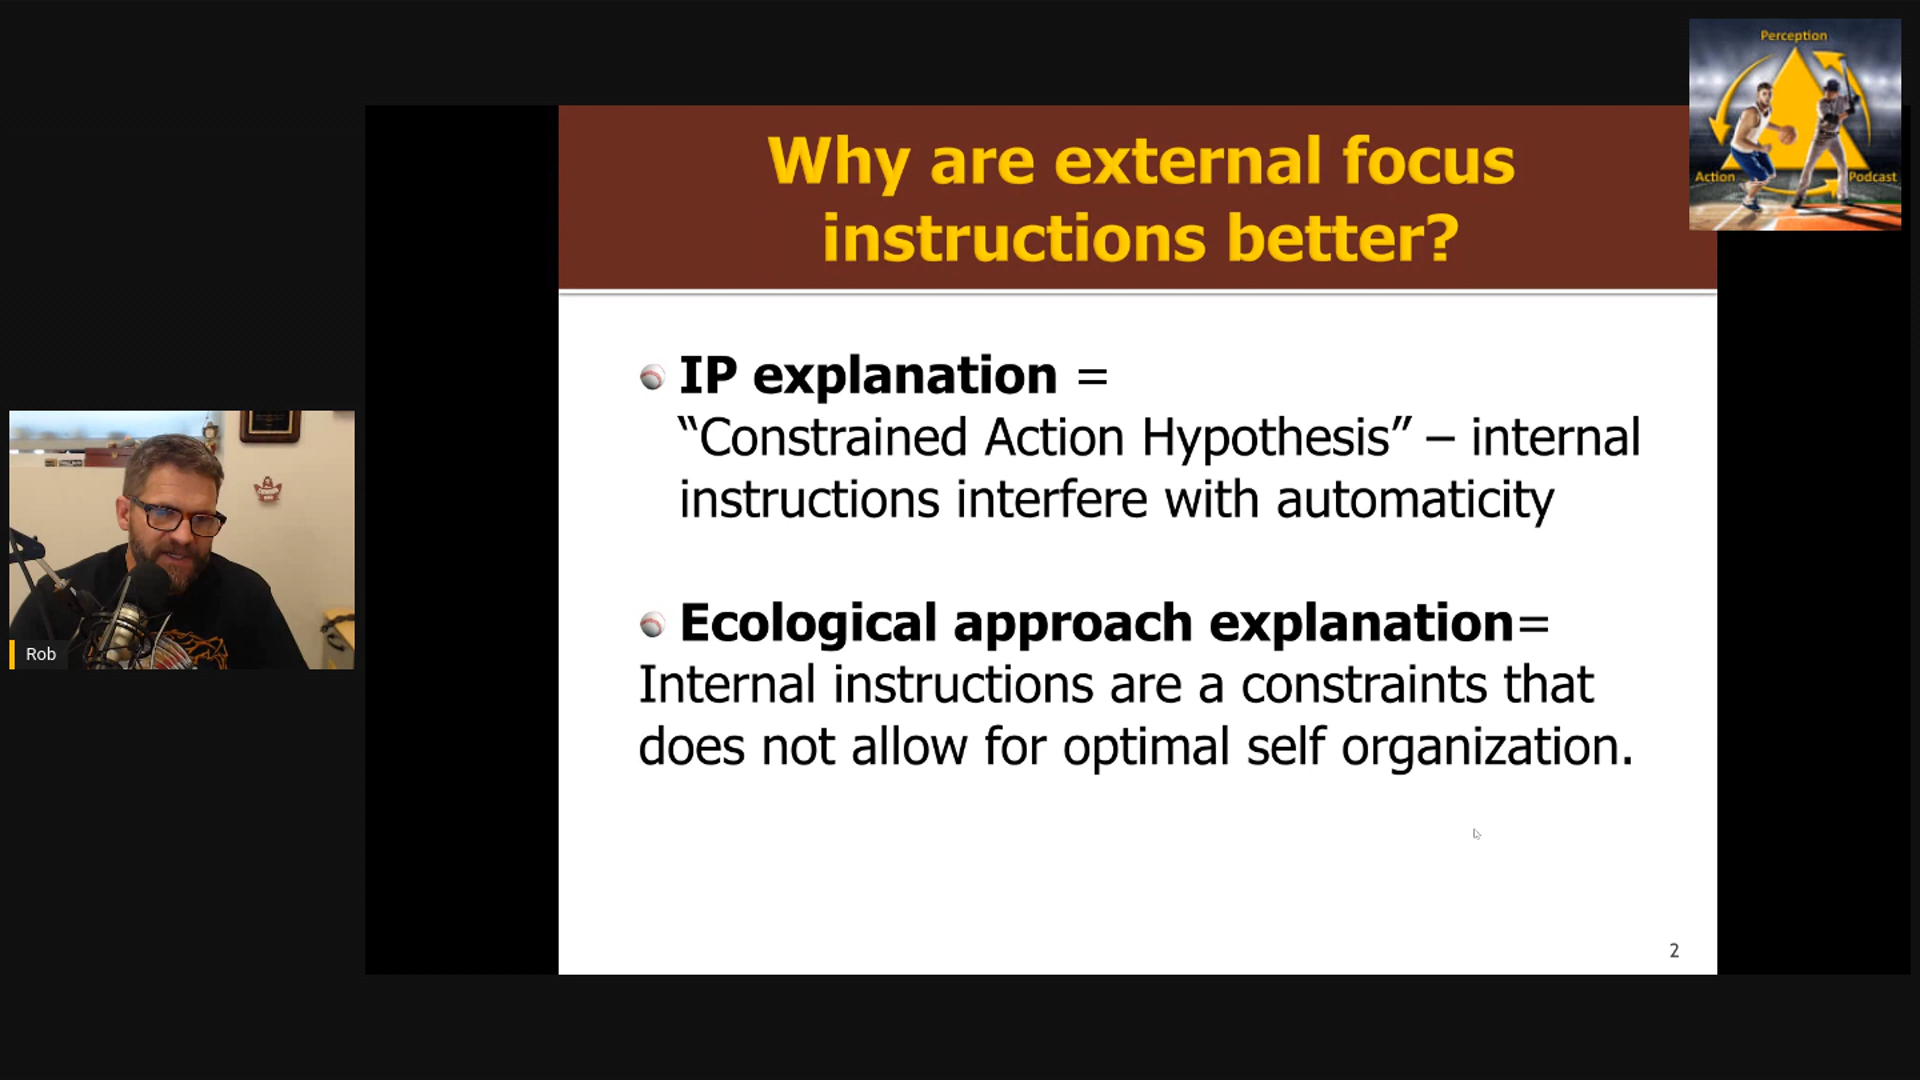 Perception
Action
Podcast
Why are external focus
instructions better?
IP explanation =
“Constrained Action Hypothesis” – internal
instructions interfere with automaticity
Ecological approach explanation=
Internal instructions are a constraints that
does not allow for optimal self organization.
Rob
2